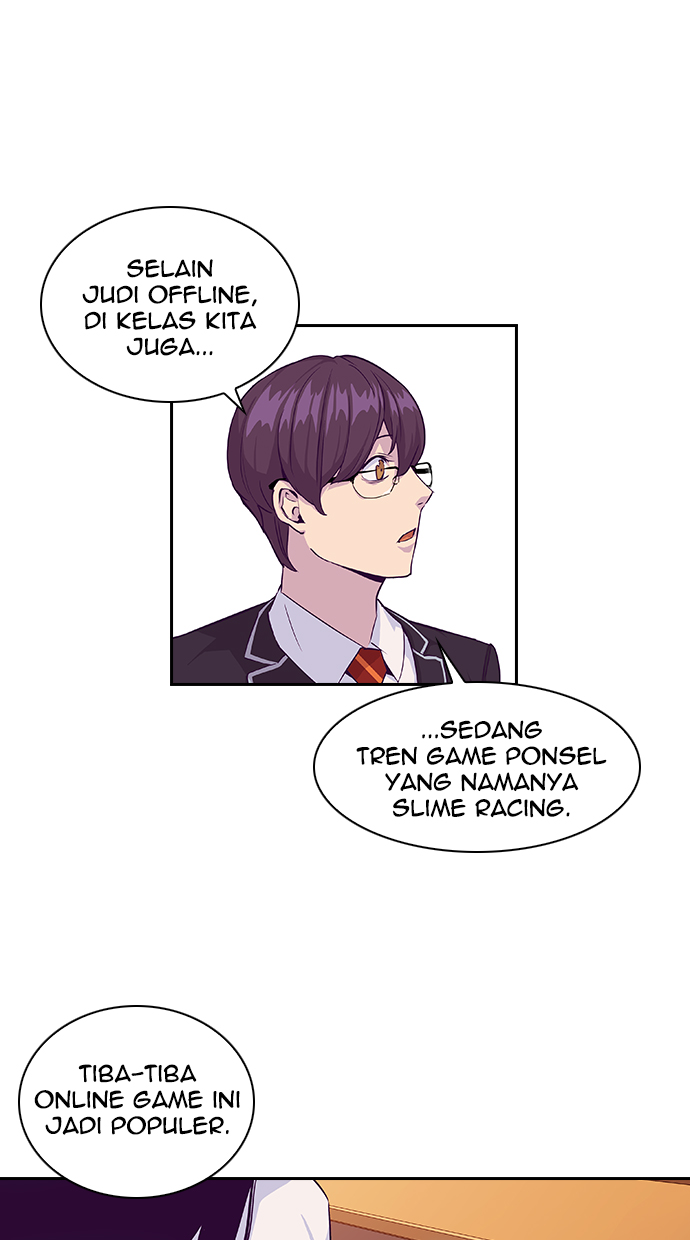 SELAIN
JUDI OFFLINE,
DI KELAS KITA
JUGA...
...SEDANG
TREN GAME PONSEL
YANG NAMANYA
SLIME RACING.
TIBA-TIBA
ONLINE GAME INI
JADI POPULER.